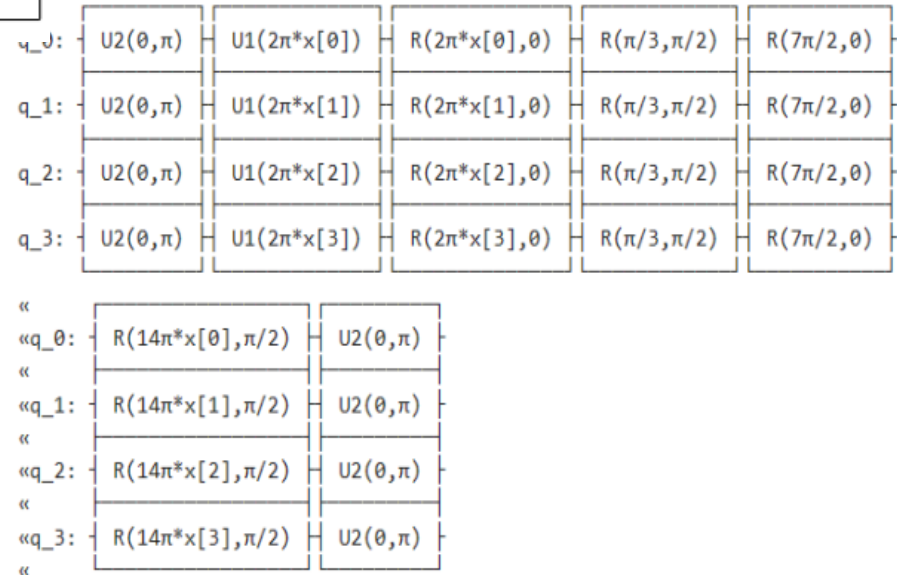 q_0: U2(0,π) U1(2π*x[0]) R(2π*x[0],0) R(π/3,π/2) R(7π/2,0)
q_1: U2(0,π) U1(2π*x[1]) R(2π*x[1],0) R(π/3,π/2) R(7π/2,0)
q_2: U2(0,π) U1(2π*x[2]) R(2π*x[2],0) R(π/3,π/2) R(7π/2,0)
q_3: U2(0,π) U1(2π*x[3]) R(2π*x[3],0) R(π/3,π/2) R(7π/2,0)
«
«q_0: R(14π*x[0],π/2) U2(0,π)
«
«q_1: R(14π*x[1],π/2) U2(0,π)
«
«q_2: R(14π*x[2],π/2) U2(0,π)
«
«q_3: R(14π*x[3],π/2) U2(0,π)
«